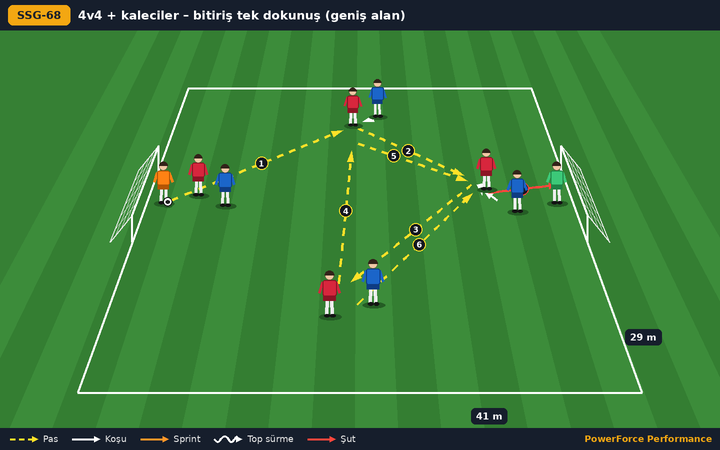 SSG-68 4v4 + kaleciler – bitiriş tek dokunuş (geniş alan)
1
2
5
4
3
6
29 m
41 m
Pas Koşu Sprint Top sürme Şut PowerForce Performance